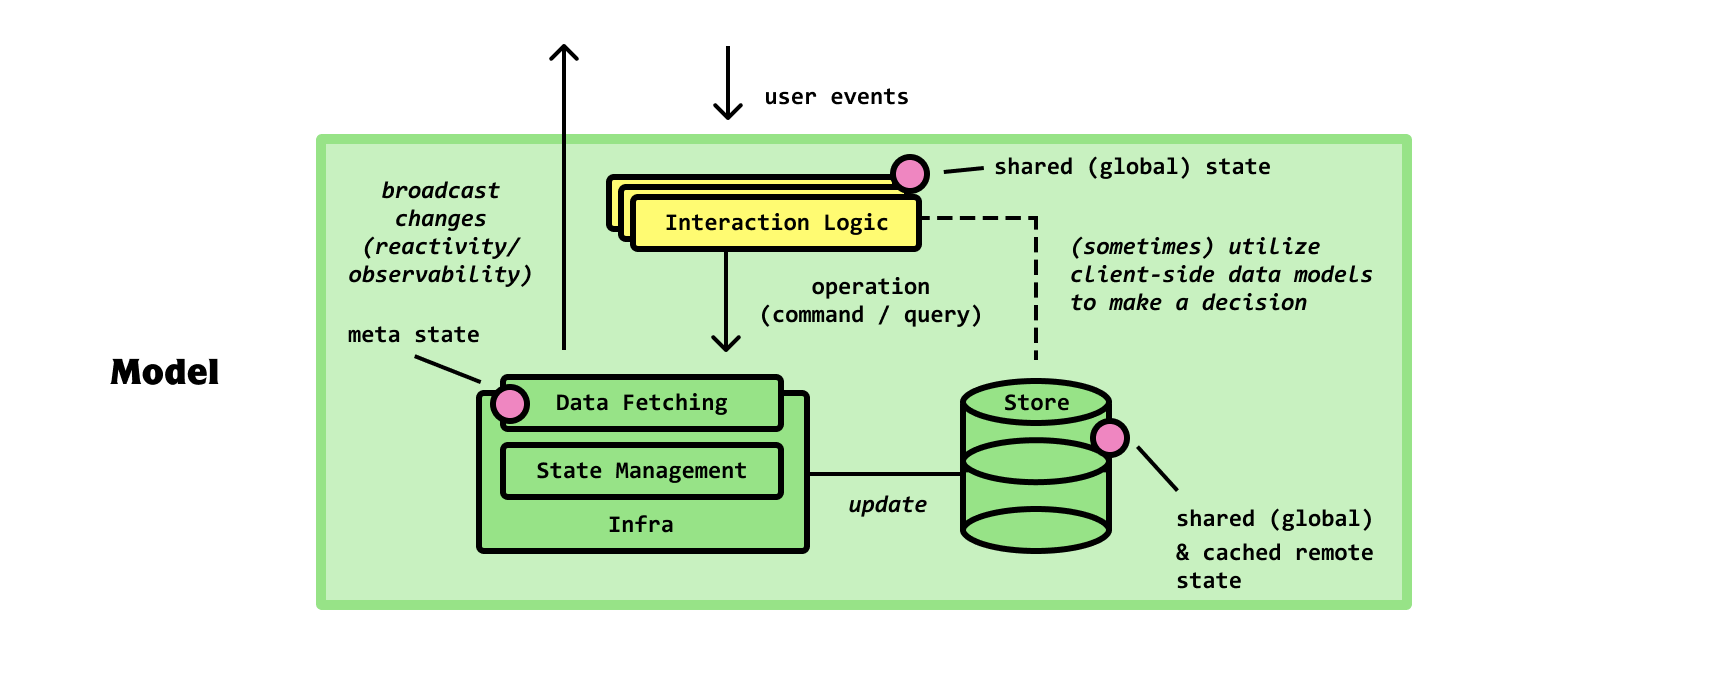 user events
shared (global) state
broadcast
changes
(reactivity/
observability)
Interaction Logic
(sometimes) utilize
client-side data models
to make a decision
operation
(command / query)
meta state
Model
Data Fetching
Store
State Management
update
Infra
shared (global)
& cached remote
state